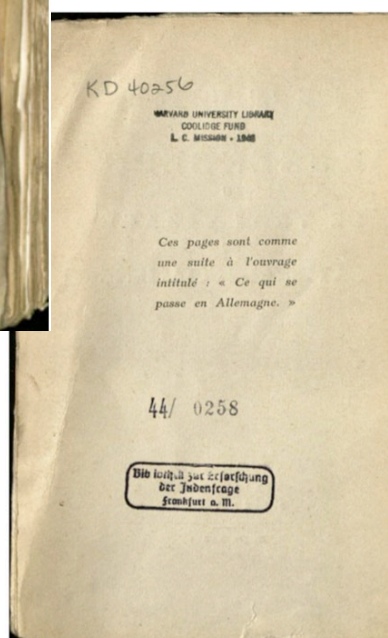 KD 40256
HARVARD UNIVERSITY LIBRARY
COOLIDGE FUND
L. C. MISSION - 1948
Ces pages sont comme
une suite à l'ouvrage
intitulé : « Ce qui se
passe en Allemagne. »
44/ 0258
zur Erforschung
der Judenfrage
Frankfurt a. M.